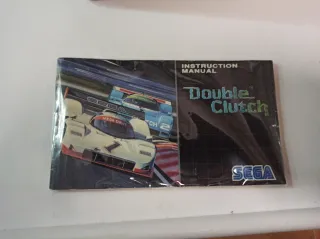 INSTRUCTION
MANUAL
Double
Clutch
SEGA